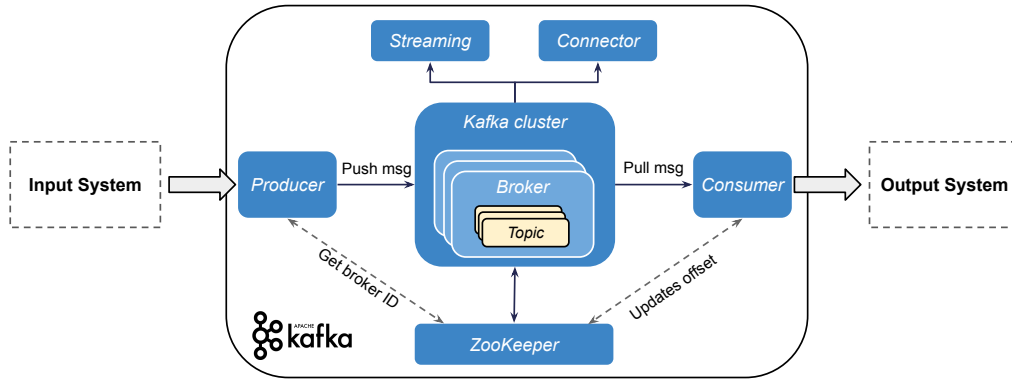 Streaming
Connector
Kafka cluster
Input System
Producer
Push msg
Broker
Topic
Pull msg
Consumer
Output System
Get broker ID
Updates offset
APACHE
kafka
ZooKeeper